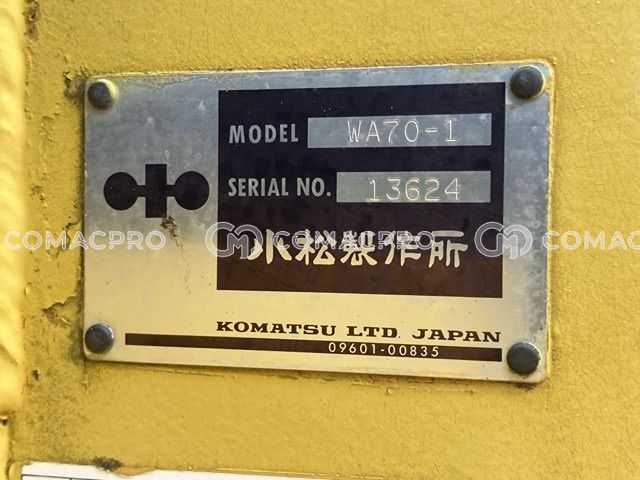 MODEL WA70-1
SERIAL NO. 13624
COMACPRO COMACPRO COMACPRO
小松製作所
KOMATSU LTD. JAPAN
09601-00835